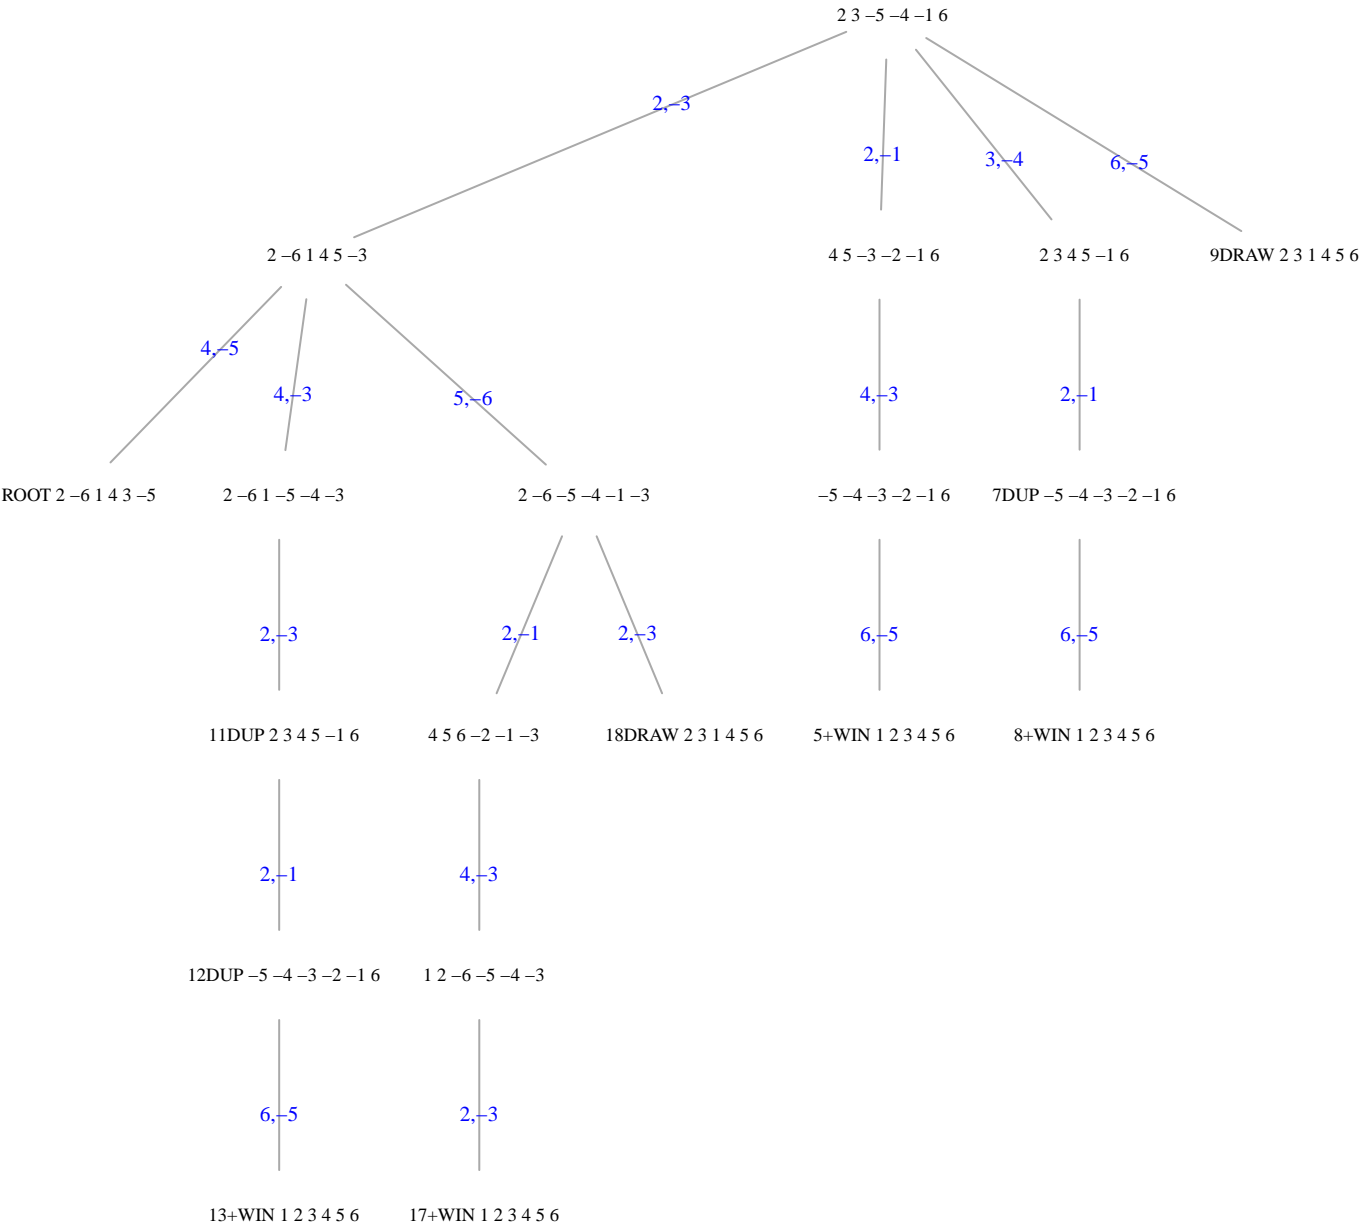 2 3 –5 –4 –1 6
2,–3
2,–1
3,–4
6,–5
2 –6 1 4 5 –3
4 5 –3 –2 –1 6
2 3 4 5 –1 6
9DRAW 2 3 1 4 5 6
4,–5
4,–3
5,–6
4,–3
2,–1
ROOT 2 –6 1 4 3 –5
2 –6 1 –5 –4 –3
2 –6 –5 –4 –1 –3
–5 –4 –3 –2 –1 6
7DUP –5 –4 –3 –2 –1 6
2,–3
2,–1
2,–3
6,–5
6,–5
11DUP 2 3 4 5 –1 6
4 5 6 –2 –1 –3
18DRAW 2 3 1 4 5 6
5+WIN 1 2 3 4 5 6
8+WIN 1 2 3 4 5 6
2,–1
4,–3
12DUP –5 –4 –3 –2 –1 6
1 2 –6 –5 –4 –3
6,–5
2,–3
13+WIN 1 2 3 4 5 6
17+WIN 1 2 3 4 5 6